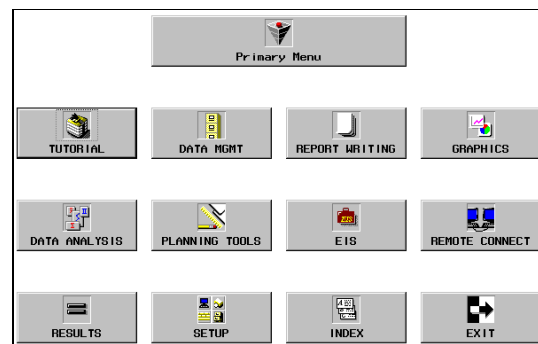 Primary Menu
TUTORIAL
DATA MGMT
REPORT WRITING
GRAPHICS
DATA ANALYSIS
PLANNING TOOLS
EIS
EIS
REMOTE CONNECT
RESULTS
SETUP
INDEX
EXIT